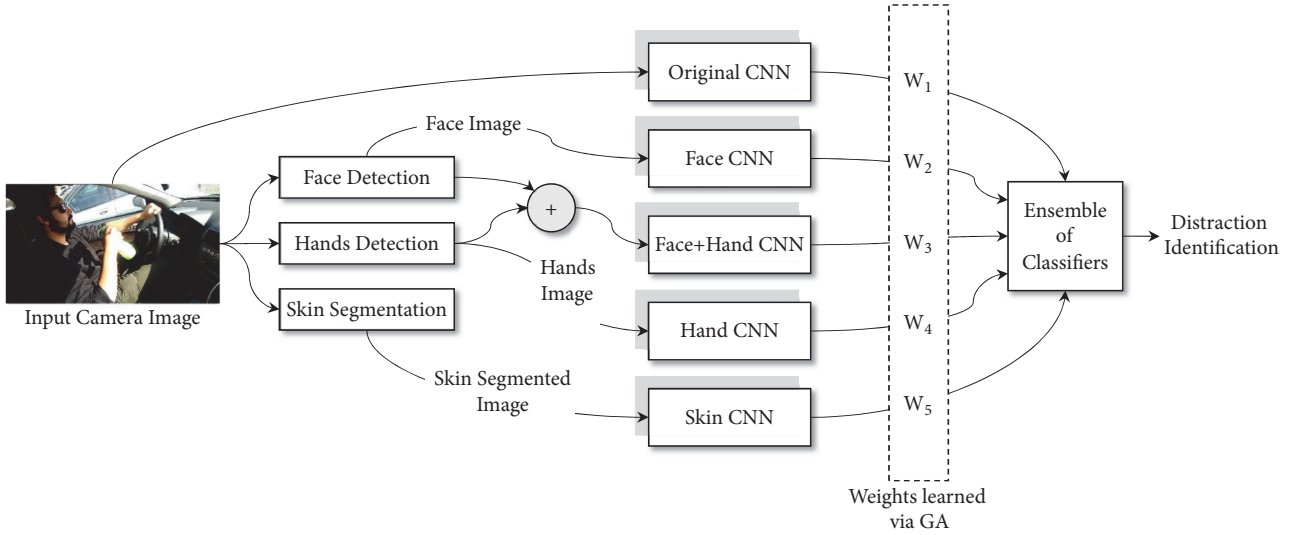 Original CNN
W1
Face Image
Face CNN
W2
Face Detection
+
Ensemble
of
Classifiers
Distraction
Identification
Hands Detection
Face+Hand CNN
W3
Hands
Image
Skin Segmentation
Input Camera Image
Hand CNN
W4
Skin Segmented
Image
Skin CNN
W5
Weights learned
via GA